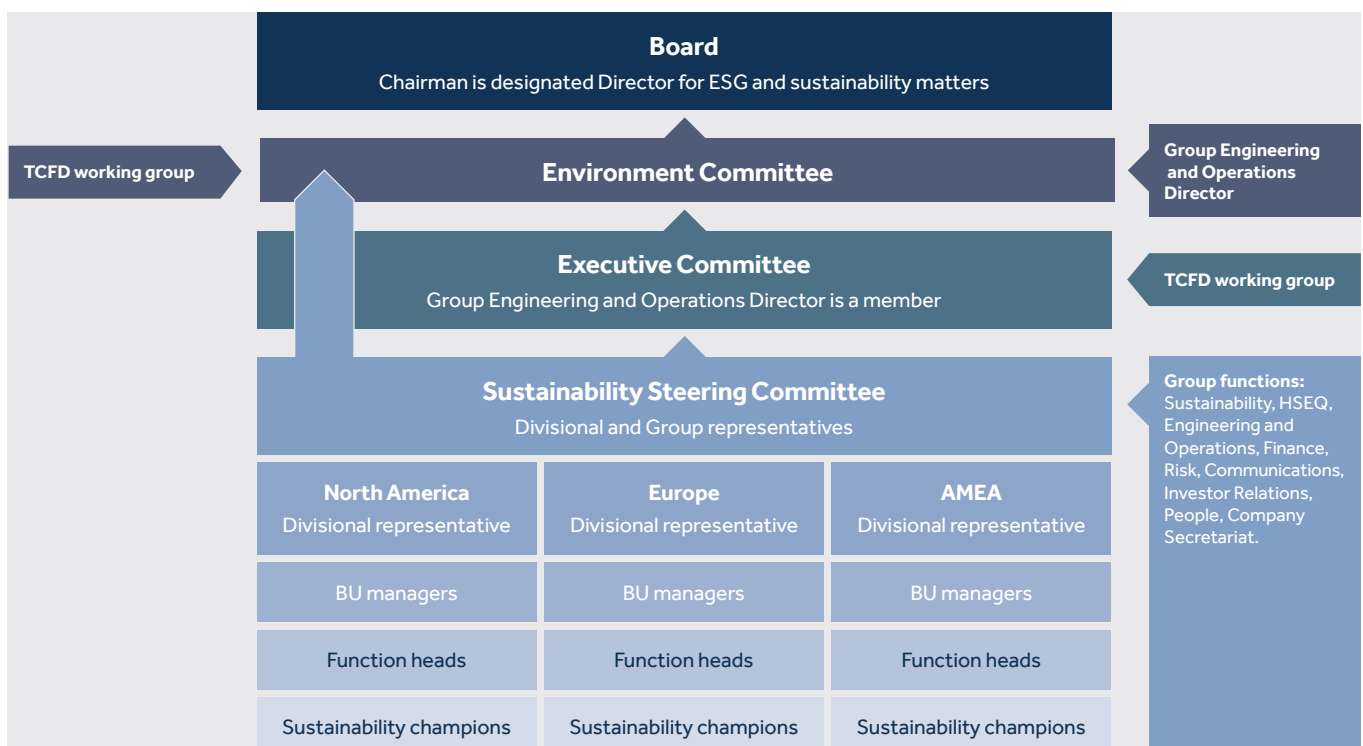 Board
Chairman is designated Director for ESG and sustainability matters
TCFD working group
Environment Committee
Group Engineering
and Operations
Director
Executive Committee
Group Engineering and Operations Director is a member
TCFD working group
Sustainability Steering Committee
Divisional and Group representatives
Group functions:
Sustainability, HSEQ,
Engineering and
Operations, Finance,
Risk, Communications,
Investor Relations,
People, Company
Secretariat.
North America
Divisional representative
Europe
Divisional representative
AMEA
Divisional representative
BU managers
BU managers
BU managers
Function heads
Function heads
Function heads
Sustainability champions
Sustainability champions
Sustainability champions